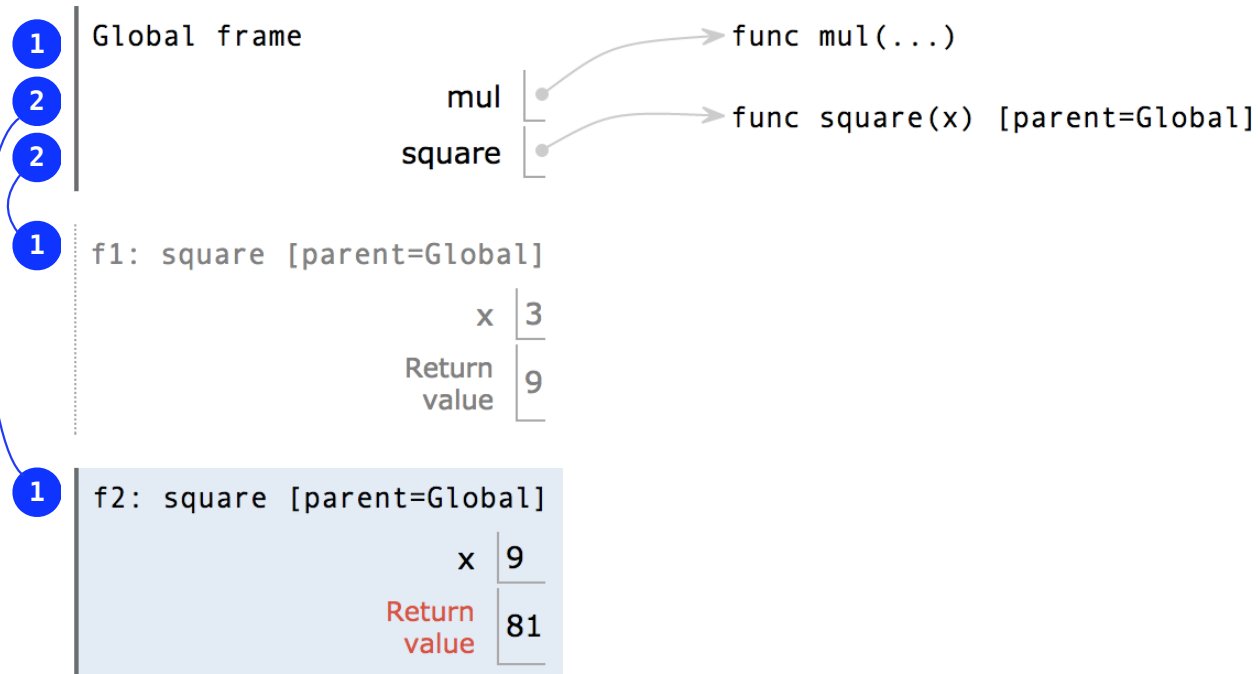 1 Global frame func mul(...)
2 mul
func square(x) [parent=Global]
2 square
1 f1: square [parent=Global]
x 3
Return
value 9
1 f2: square [parent=Global]
x 9
Return
value 81